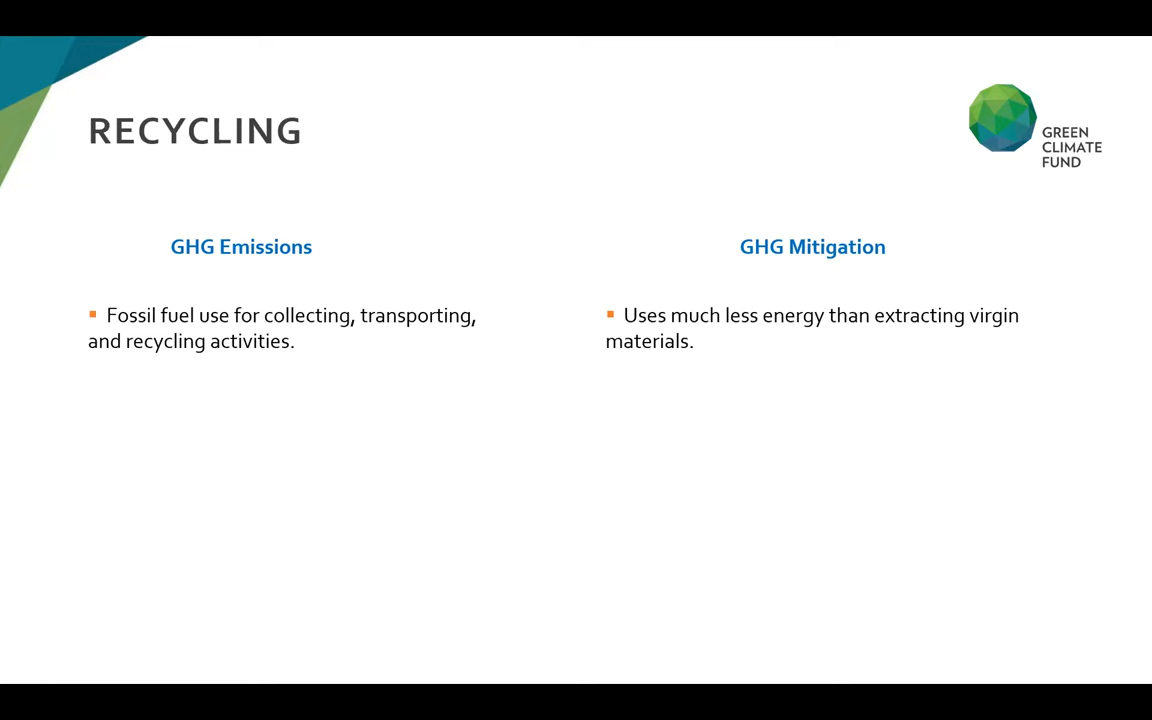 RECYCLING
GREEN
CLIMATE
FUND
GHG Emissions
▪ Fossil fuel use for collecting, transporting,
and recycling activities.
GHG Mitigation
▪ Uses much less energy than extracting virgin
materials.